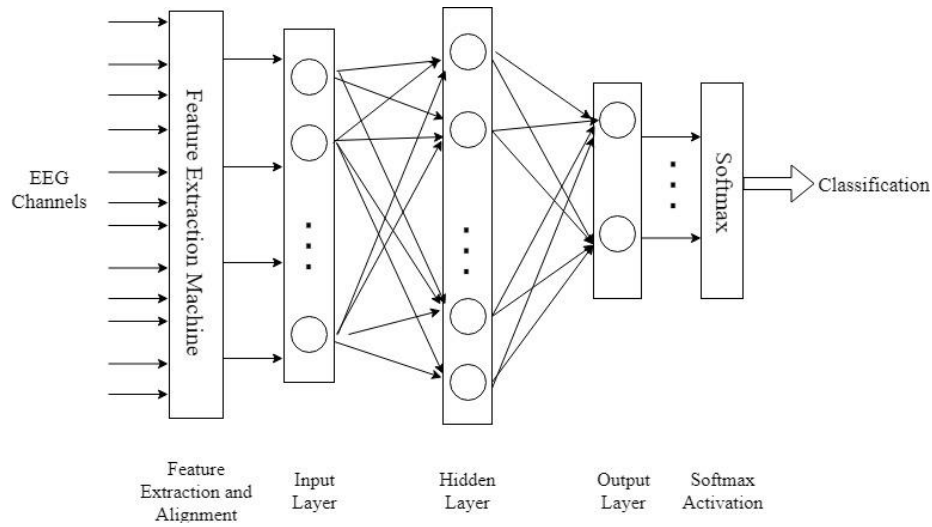 EEG
Channels
Feature Extraction Machine
Softmax
Classification
Feature
Extraction and
Alignment
Input
Layer
Hidden
Layer
Output
Layer
Softmax
Activation